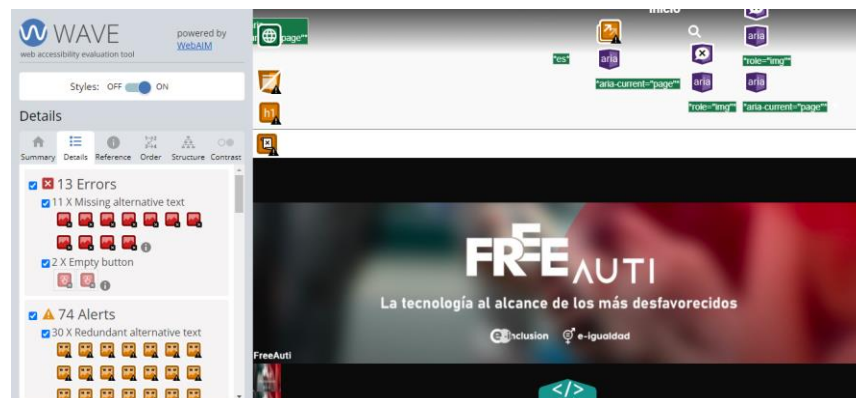 WAVE
web accessibility evaluation tool
powered by
WebAIM
Styles: OFF ON
Details
Summary Details Reference Order Structure Contrast
13 Errors
11 X Missing alternative text
2 X Empty button
74 Alerts
30 X Redundant alternative text
page"*
*"es"
h1
aria
*"aria-current="page"*
aria
*role="img"*
aria
*role="img"*
aria
*aria-current="page"*
FREE AUTI
La tecnología al alcance de los más desfavorecidos
e-igualdad
FreeAuti
</>